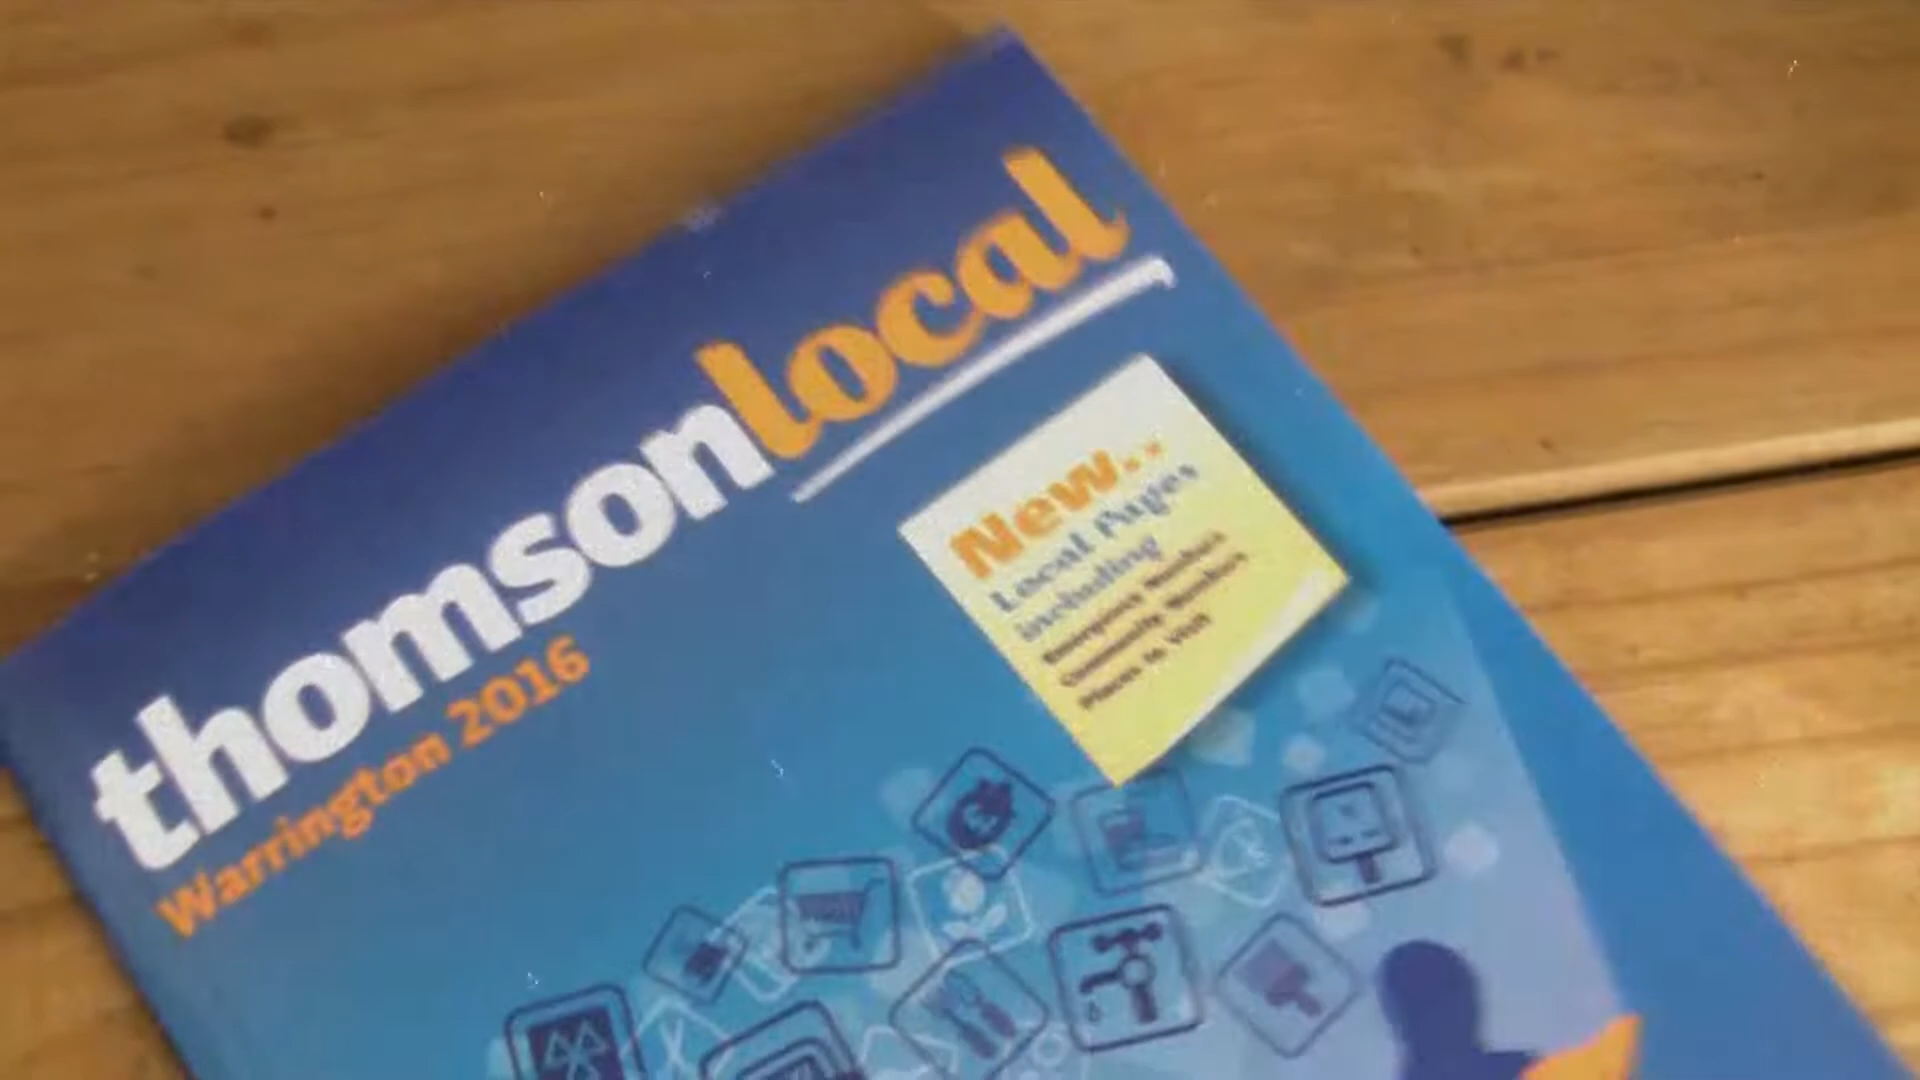 thomsonlocal
Warrington 2016
New..
Local Pages
including
Emergency Numbers
Community Numbers
Places to Visit